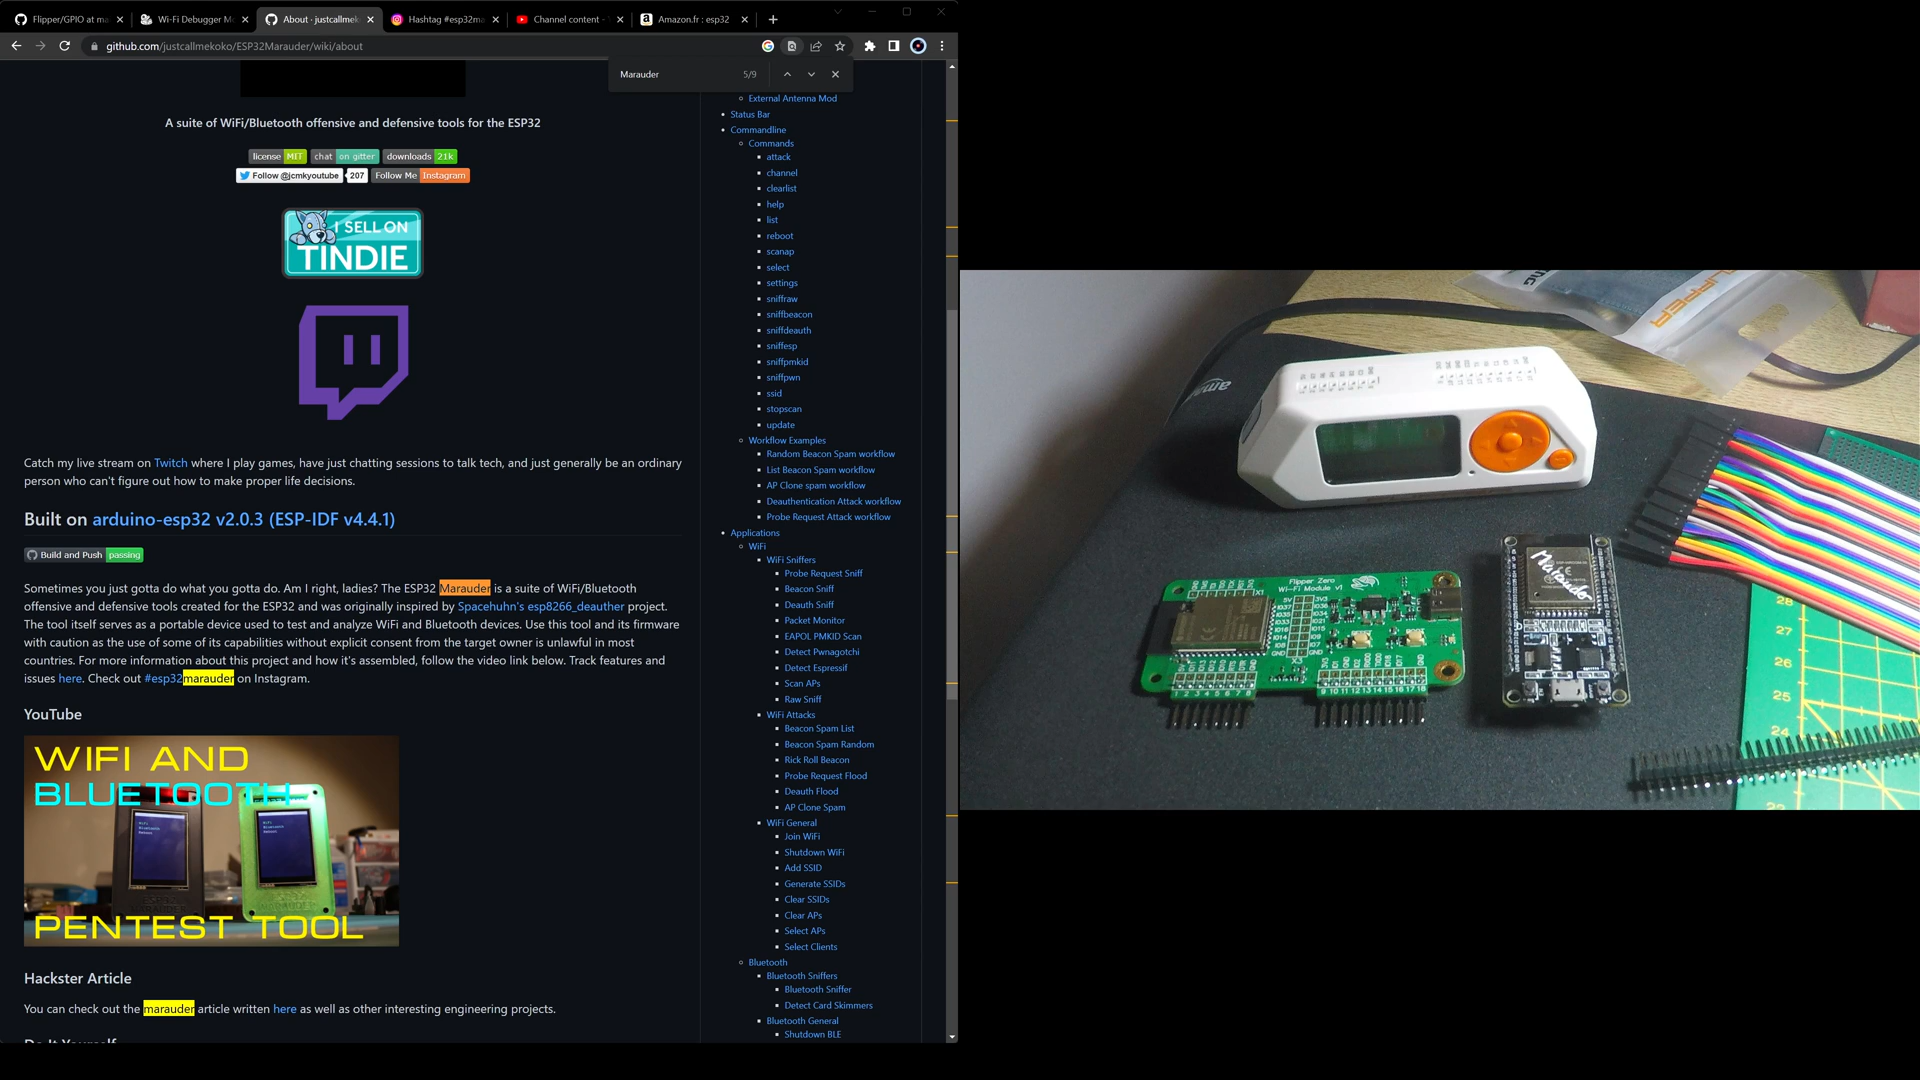 Flipper/GPIO at ma
Wi-Fi Debugger Mo
About · justcallmek
Hashtag #esp32ma
Channel content -
Amazon.fr : esp32
github.com/justcallmekoko/ESP32Marauder/wiki/about
Marauder
5/9
A suite of WiFi/Bluetooth offensive and defensive tools for the ESP32
license MIT chat on gitter downloads 21k
Follow @jcmkyoutube 207 Follow Me Instagram
I SELL ON
TINDIE
Catch my live stream on Twitch where I play games, have just chatting sessions to talk tech, and just generally be an ordinary
person who can't figure out how to make proper life decisions.
Built on arduino-esp32 v2.0.3 (ESP-IDF v4.4.1)
Build and Push passing
Sometimes you just gotta do what you gotta do. Am I right, ladies? The ESP32 Marauder is a suite of WiFi/Bluetooth
offensive and defensive tools created for the ESP32 and was originally inspired by Spacehuhn's esp8266_deauther project.
The tool itself serves as a portable device used to test and analyze WiFi and Bluetooth devices. Use this tool and its firmware
with caution as the use of some of its capabilities without explicit consent from the target owner is unlawful in most
countries. For more information about this project and how it's assembled, follow the video link below. Track features and
issues here. Check out #esp32marauder on Instagram.
YouTube
WIFI AND
BLUETOOTH
PENTEST TOOL
Hackster Article
You can check out the marauder article written here as well as other interesting engineering projects.
Do It Yourself
External Antenna Mod
Status Bar
Commandline
Commands
attack
channel
clearlist
help
list
reboot
scanap
select
settings
sniffraw
sniffbeacon
sniffdeauth
sniffesp
sniffpmkid
sniffpwn
ssid
stopscan
update
Workflow Examples
Random Beacon Spam workflow
List Beacon Spam workflow
AP Clone spam workflow
Deauthentication Attack workflow
Probe Request Attack workflow
Applications
WiFi
WiFi Sniffers
Probe Request Sniff
Beacon Sniff
Deauth Sniff
Packet Monitor
EAPOL PMKID Scan
Detect Pwnagotchi
Detect Espressif
Scan APs
Raw Sniff
WiFi Attacks
Beacon Spam List
Beacon Spam Random
Rick Roll Beacon
Probe Request Flood
Deauth Flood
AP Clone Spam
WiFi General
Join WiFi
Shutdown WiFi
Add SSID
Generate SSIDs
Clear SSIDs
Clear APs
Select APs
Select Clients
Bluetooth
Bluetooth Sniffers
Bluetooth Sniffer
Detect Card Skimmers
Bluetooth General
Shutdown BLE
Flipper Zero
Wi-Fi Module v1
Marauder
28
27
26
25
24